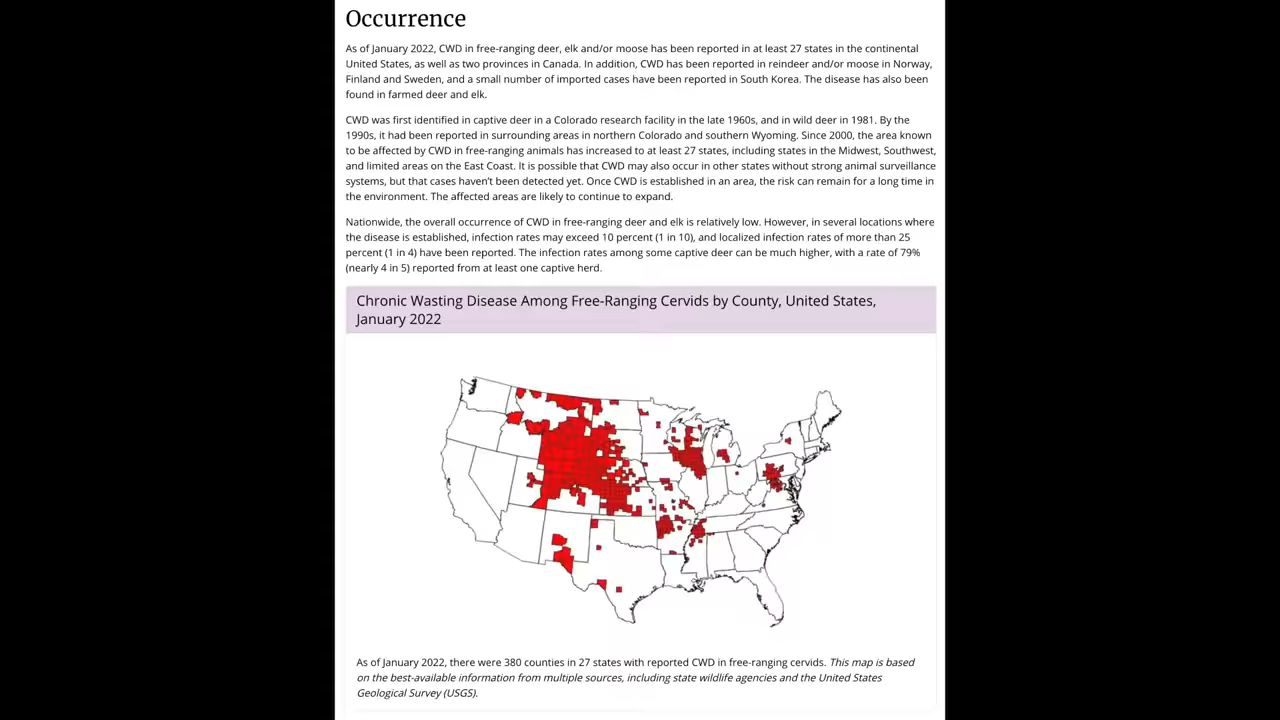 Occurrence
As of January 2022, CWD in free-ranging deer, elk and/or moose has been reported in at least 27 states in the continental
United States, as well as two provinces in Canada. In addition, CWD has been reported in reindeer and/or moose in Norway,
Finland and Sweden, and a small number of imported cases have been reported in South Korea. The disease has also been
found in farmed deer and elk.
CWD was first identified in captive deer in a Colorado research facility in the late 1960s, and in wild deer in 1981. By the
1990s, it had been reported in surrounding areas in northern Colorado and southern Wyoming. Since 2000, the area known
to be affected by CWD in free-ranging animals has increased to at least 27 states, including states in the Midwest, Southwest,
and limited areas on the East Coast. It is possible that CWD may also occur in other states without strong animal surveillance
systems, but that cases haven't been detected yet. Once CWD is established in an area, the risk can remain for a long time in
the environment. The affected areas are likely to continue to expand.
Nationwide, the overall occurrence of CWD in free-ranging deer and elk is relatively low. However, in several locations where
the disease is established, infection rates may exceed 10 percent (1 in 10), and localized infection rates of more than 25
percent (1 in 4) have been reported. The infection rates among some captive deer can be much higher, with a rate of 79%
(nearly 4 in 5) reported from at least one captive herd.
Chronic Wasting Disease Among Free-Ranging Cervids by County, United States,
January 2022
As of January 2022, there were 380 counties in 27 states with reported CWD in free-ranging cervids. This map is based
on the best-available information from multiple sources, including state wildlife agencies and the United States
Geological Survey (USGS).